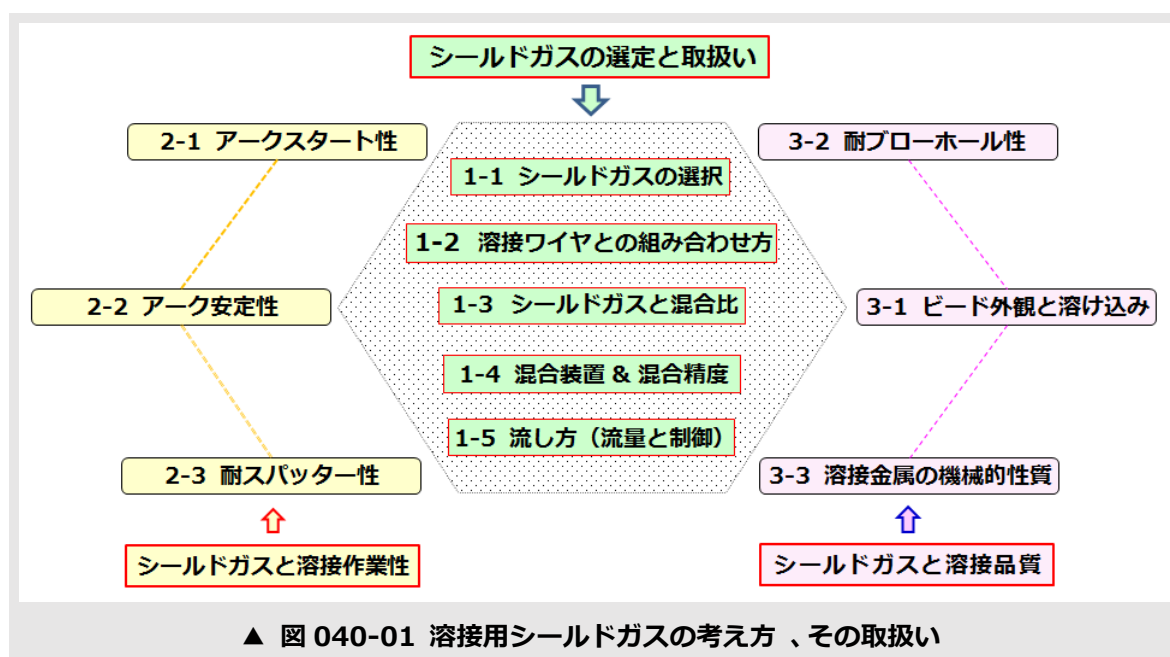 シールドガスの選定と取扱い
2-1 アークスタート性
3-2 耐ブローホール性
1-1 シールドガスの選択
1-2 溶接ワイヤとの組み合わせ方
2-2 アーク安定性
1-3 シールドガスと混合比
3-1 ビード外観と溶け込み
1-4 混合装置 & 混合精度
1-5 流し方（流量と制御）
2-3 耐スパッター性
3-3 溶接金属の機械的性質
シールドガスと溶接作業性
シールドガスと溶接品質
▲ 図 040-01 溶接用シールドガスの考え方 、その取扱い